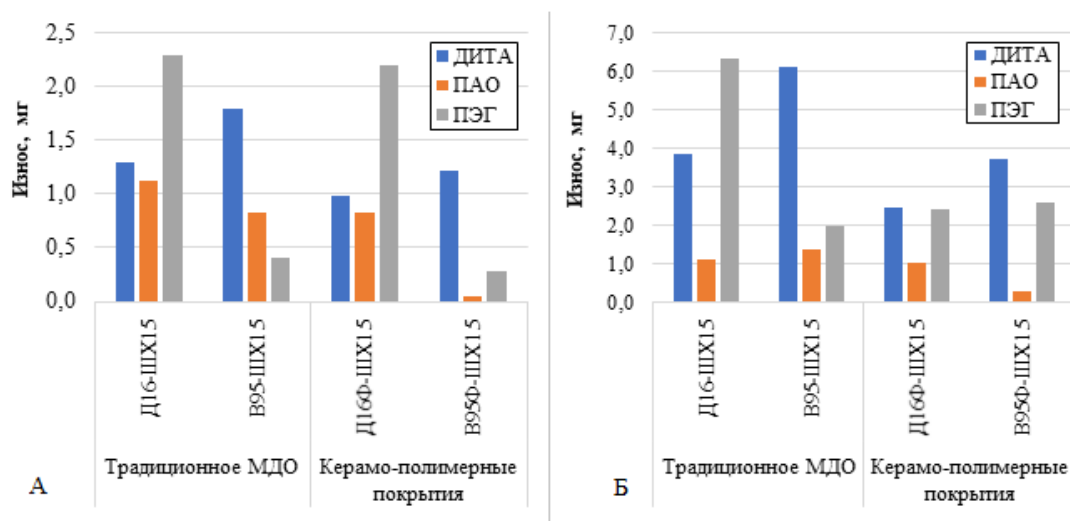 2,5
2,0
1,5
1,0
0,5
0,0
Износ, мг
ДИТА
ПАО
ПЭГ
Д16-ШХ15
В95-ШХ15
Д16Ф-ШХ15
В95Ф-ШХ15
Традиционное МДО
Керамо-полимерные
покрытия
А
7,0
6,0
5,0
4,0
3,0
2,0
1,0
0,0
Износ, мг
ДИТА
ПАО
ПЭГ
Д16-ШХ15
В95-ШХ15
Д16Ф-ШХ15
В95Ф-ШХ15
Традиционное МДО
Керамо-полимерные
покрытия
Б